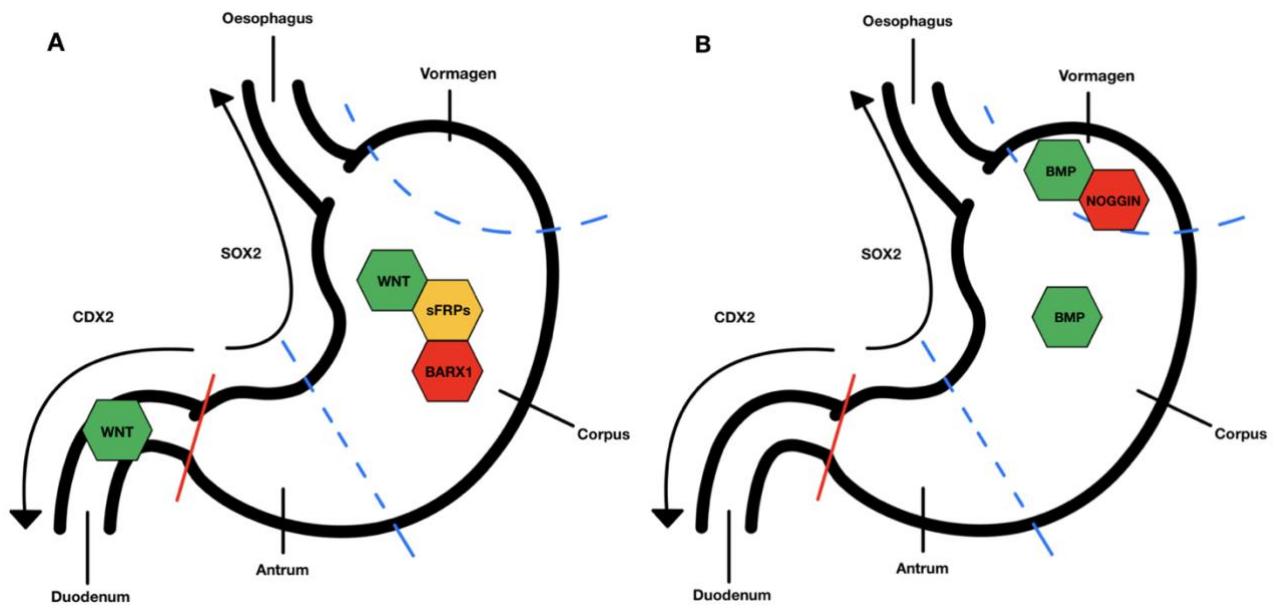 A
Oesophagus
Vormagen
SOX2
WNT
sFRPs
BARX1
CDX2
WNT
Corpus
Antrum
Duodenum
B
Oesophagus
Vormagen
BMP
NOGGIN
SOX2
BMP
CDX2
Corpus
Antrum
Duodenum